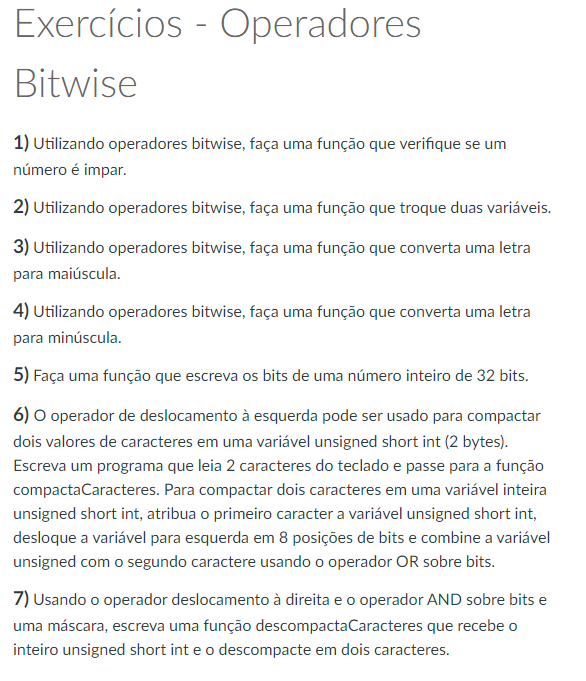 Exercícios - Operadores
Bitwise
1) Utilizando operadores bitwise, faça uma função que verifique se um
número é impar.
2) Utilizando operadores bitwise, faça uma função que troque duas variáveis.
3) Utilizando operadores bitwise, faça uma função que converta uma letra
para maiúscula.
4) Utilizando operadores bitwise, faça uma função que converta uma letra
para minúscula.
5) Faça uma função que escreva os bits de uma número inteiro de 32 bits.
6) O operador de deslocamento à esquerda pode ser usado para compactar
dois valores de caracteres em uma variável unsigned short int (2 bytes).
Escreva um programa que leia 2 caracteres do teclado e passe para a função
compactaCaracteres. Para compactar dois caracteres em uma variável inteira
unsigned short int, atribua o primeiro caracter a variável unsigned short int,
desloque a variável para esquerda em 8 posições de bits e combine a variável
unsigned com o segundo caractere usando o operador OR sobre bits.
7) Usando o operador deslocamento à direita e o operador AND sobre bits e
uma máscara, escreva uma função descompactaCaracteres que recebe o
inteiro unsigned short int e o descompacte em dois caracteres.